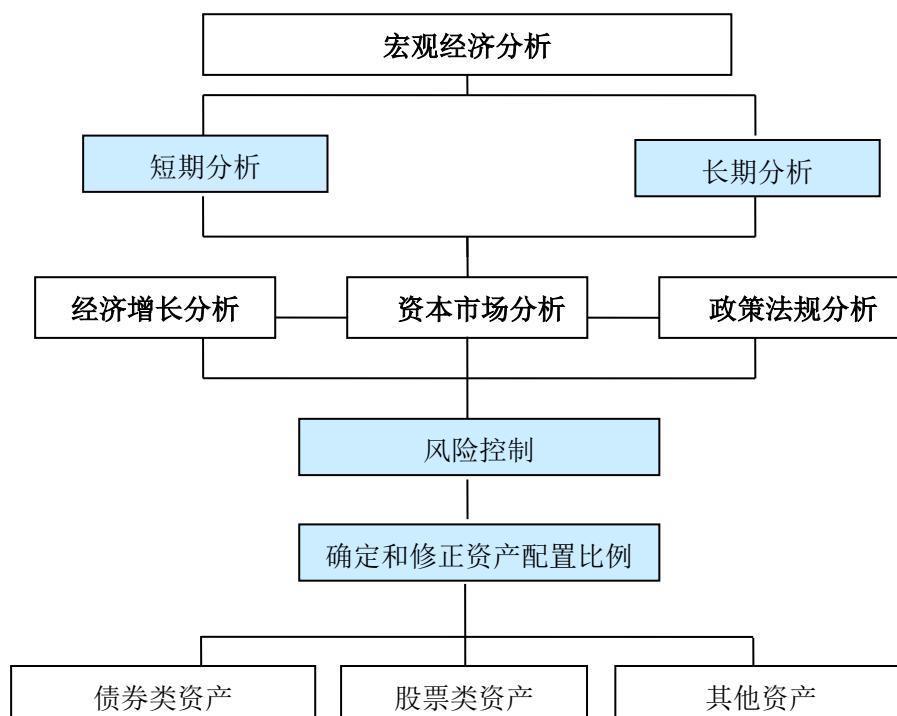 宏观经济分析
短期分析
长期分析
经济增长分析
资本市场分析
政策法规分析
风险控制
确定和修正资产配置比例
债券类资产
股票类资产
其他资产